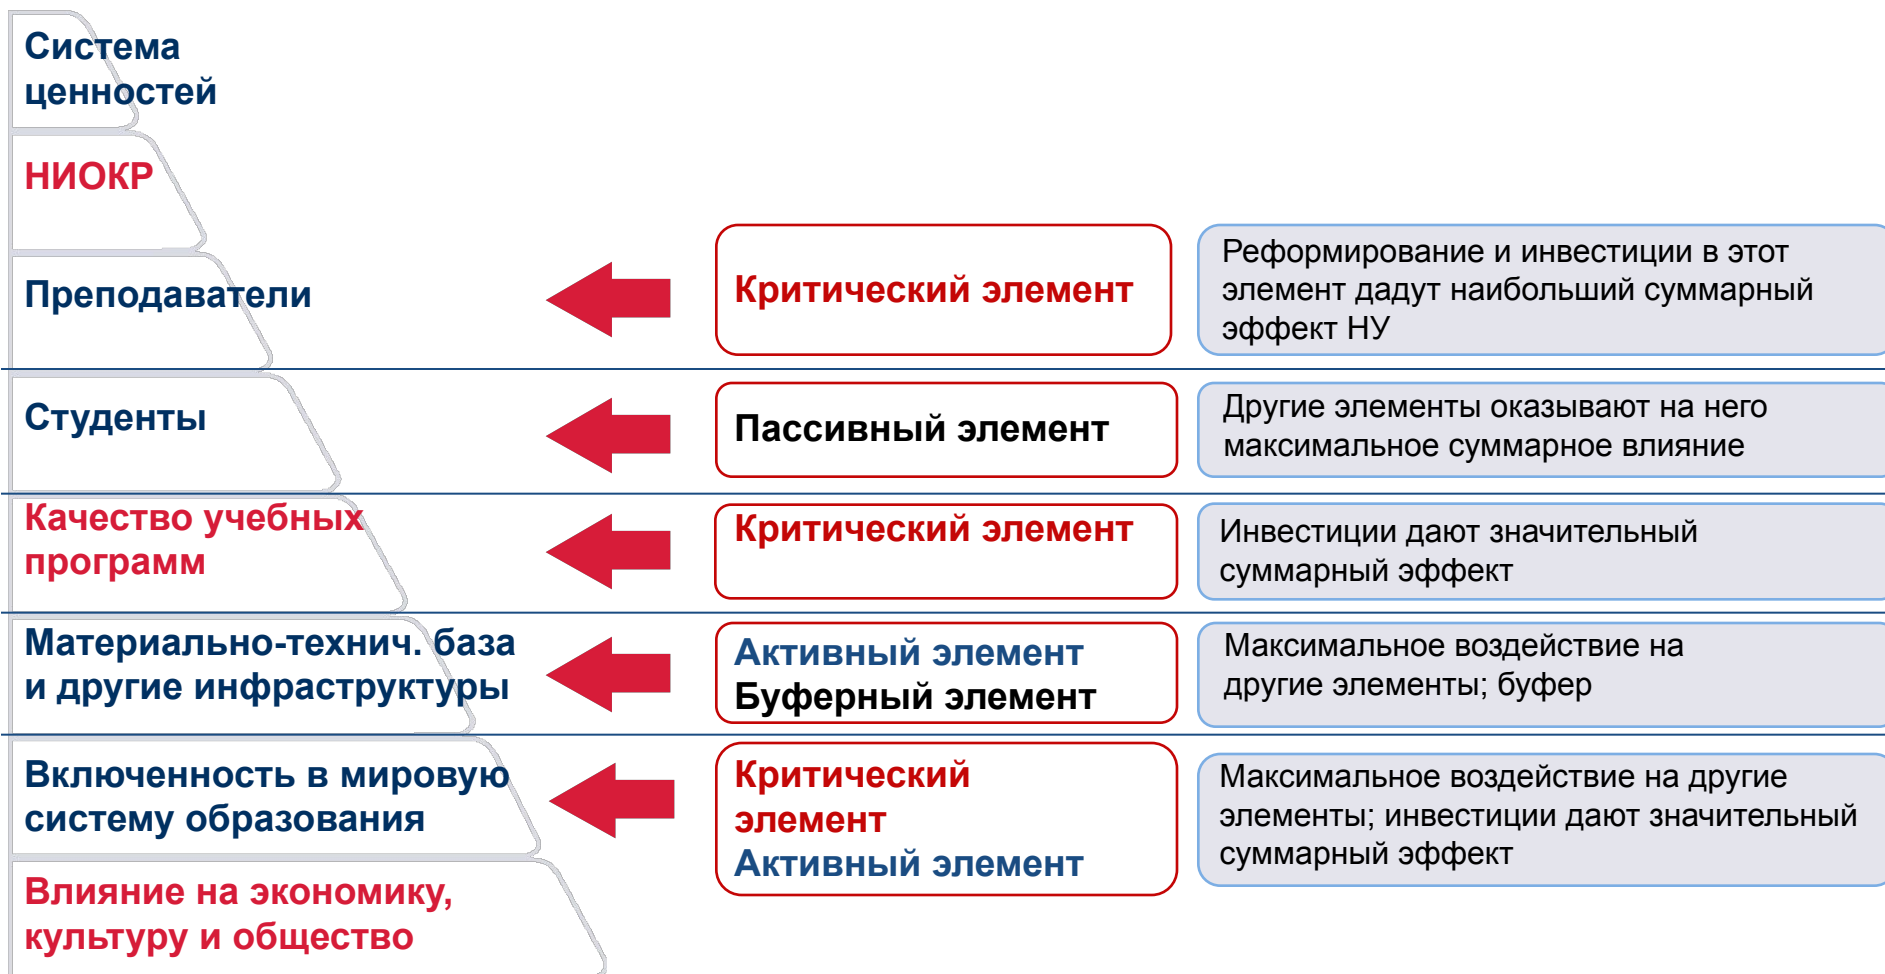 Система
ценностей
НИОКР
Преподаватели
Критический элемент
Реформирование и инвестиции в этот
элемент дадут наибольший суммарный
эффект НУ
Студенты
Пассивный элемент
Другие элементы оказывают на него
максимальное суммарное влияние
Качество учебных
программ
Критический элемент
Инвестиции дают значительный
суммарный эффект
Материально-технич. база
и другие инфраструктуры
Активный элемент
Буферный элемент
Максимальное воздействие на
другие элементы; буфер
Включенность в мировую
систему образования
Критический
элемент
Активный элемент
Максимальное воздействие на другие
элементы; инвестиции дают значительный
суммарный эффект
Влияние на экономику,
культуру и общество